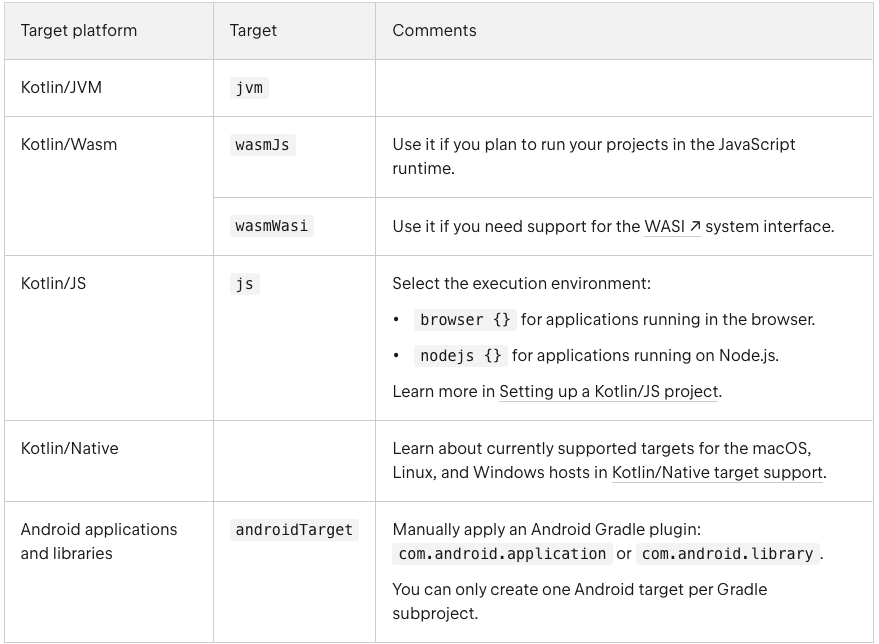 Target platform Target Comments
Kotlin/JVM jvm
Kotlin/Wasm wasmJs Use it if you plan to run your projects in the JavaScript
runtime.
wasmWasi Use it if you need support for the WASI ↗ system interface.
Kotlin/JS js Select the execution environment:
• browser {} for applications running in the browser.
• nodejs {} for applications running on Node.js.
Learn more in Setting up a Kotlin/JS project.
Kotlin/Native Learn about currently supported targets for the macOS,
Linux, and Windows hosts in Kotlin/Native target support.
Android applications androidTarget Manually apply an Android Gradle plugin:
and libraries com.android.application or com.android.library.
You can only create one Android target per Gradle
subproject.